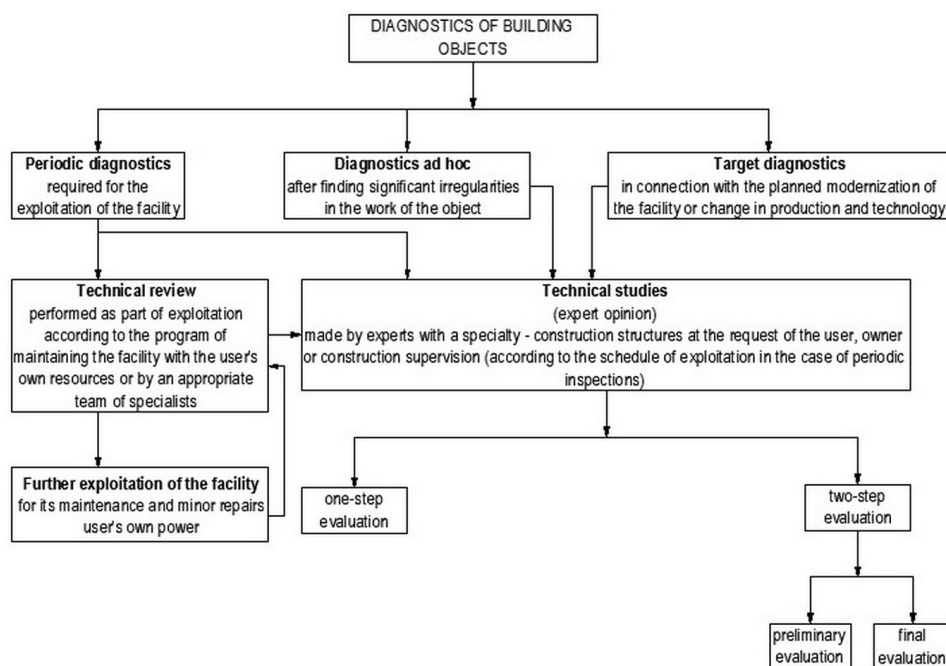 DIAGNOSTICS OF BUILDING
OBJECTS
Periodic diagnostics
required for the
exploitation of the facility
Diagnostics ad hoc
after finding significant irregularities
in the work of the object
Target diagnostics
in connection with the planned modernization of
the facility or change in production and technology
Technical review
performed as part of exploitation
according to the program of
maintaining the facility with the user's
own resources or by an appropriate
team of specialists
Technical studies
(expert opinion)
made by experts with a specialty - construction structures at the request of the user, owner
or construction supervision (according to the schedule of exploitation in the case of periodic
inspections)
Further exploitation of the facility
for its maintenance and minor repairs
user's own power
one-step
evaluation
two-step
evaluation
preliminary
evaluation
final
evaluation